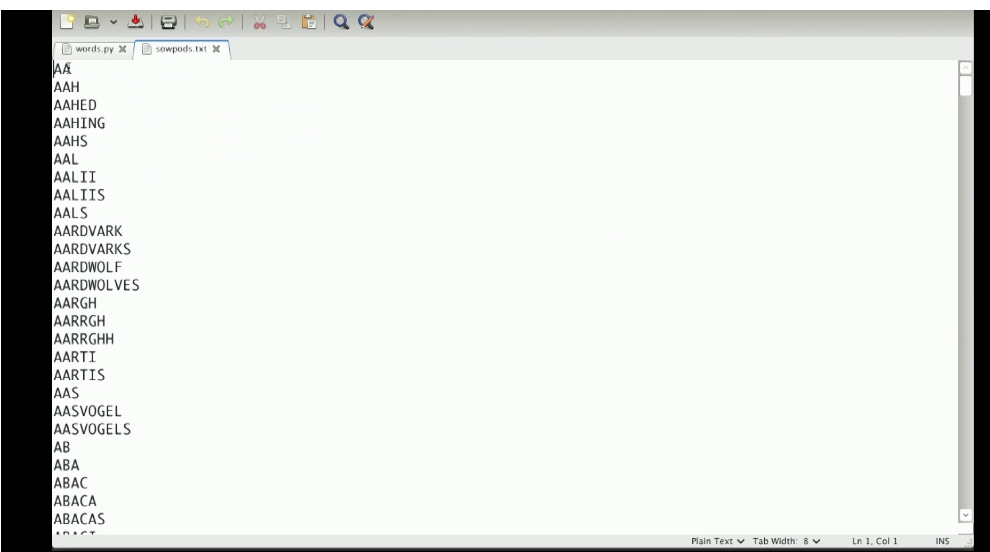 words.py
sowpods.txt
AA
AAH
AAHED
AAHING
AAHS
AAL
AALII
AALIIS
AALS
AARDVARK
AARDVARKS
AARDWOLF
AARDWOLVES
AARGH
AARRGH
AARRGHH
AARTI
AARTIS
AAS
AASVOGEL
AASVOGELS
AB
ABA
ABAC
ABACA
ABACAS
Plain Text Tab Width: 8 Ln 1, Col 1 INS